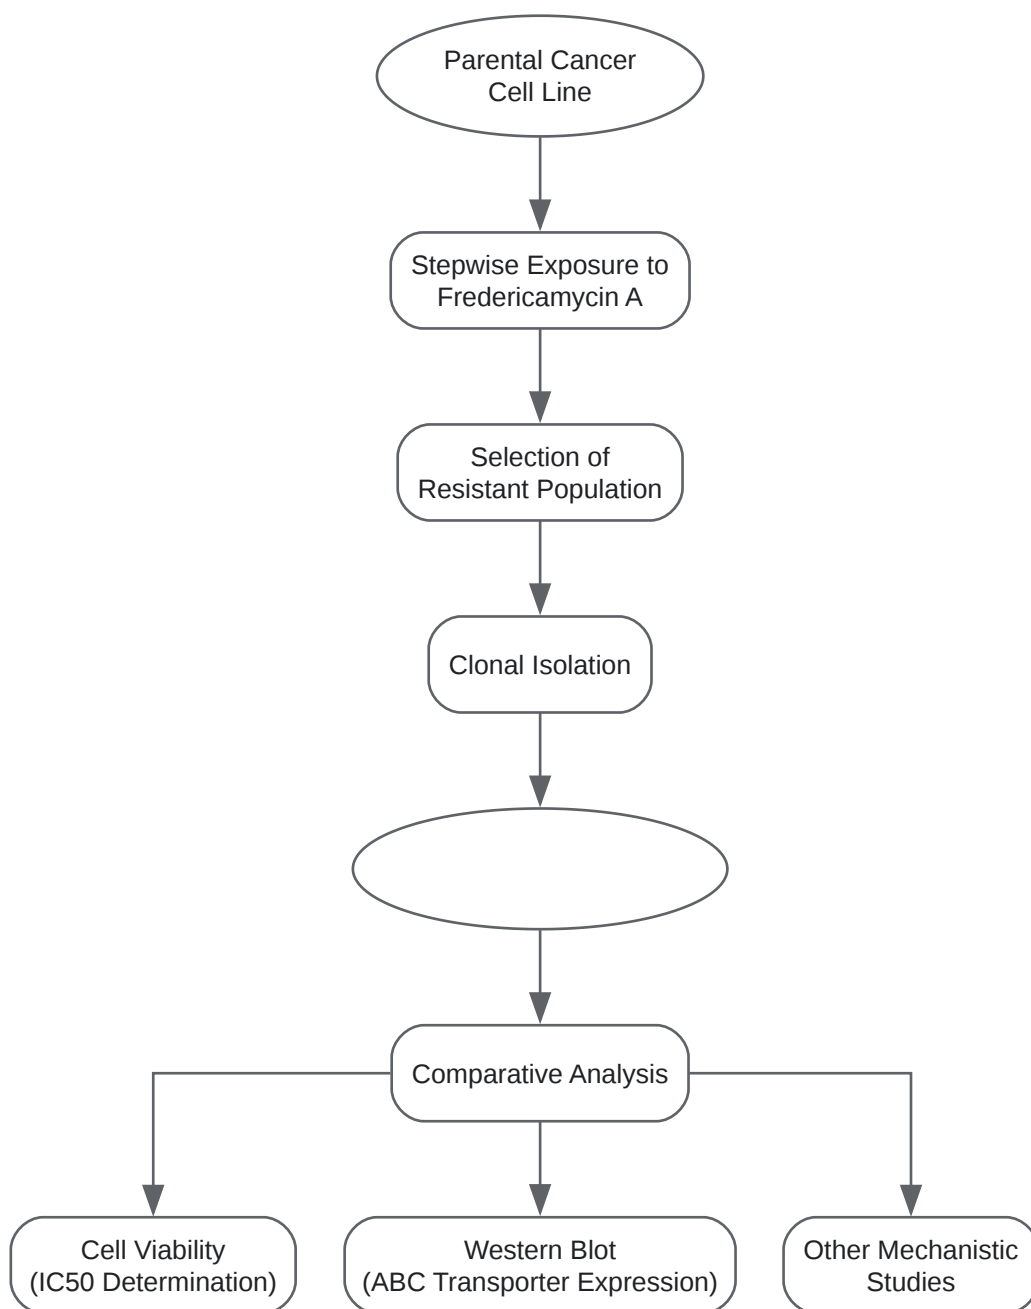 Parental Cancer
Cell Line
Stepwise Exposure to
Fredericamycin A
Selection of
Resistant Population
Clonal Isolation
Comparative Analysis
Cell Viability
(IC50 Determination)
Western Blot
(ABC Transporter Expression)
Other Mechanistic
Studies